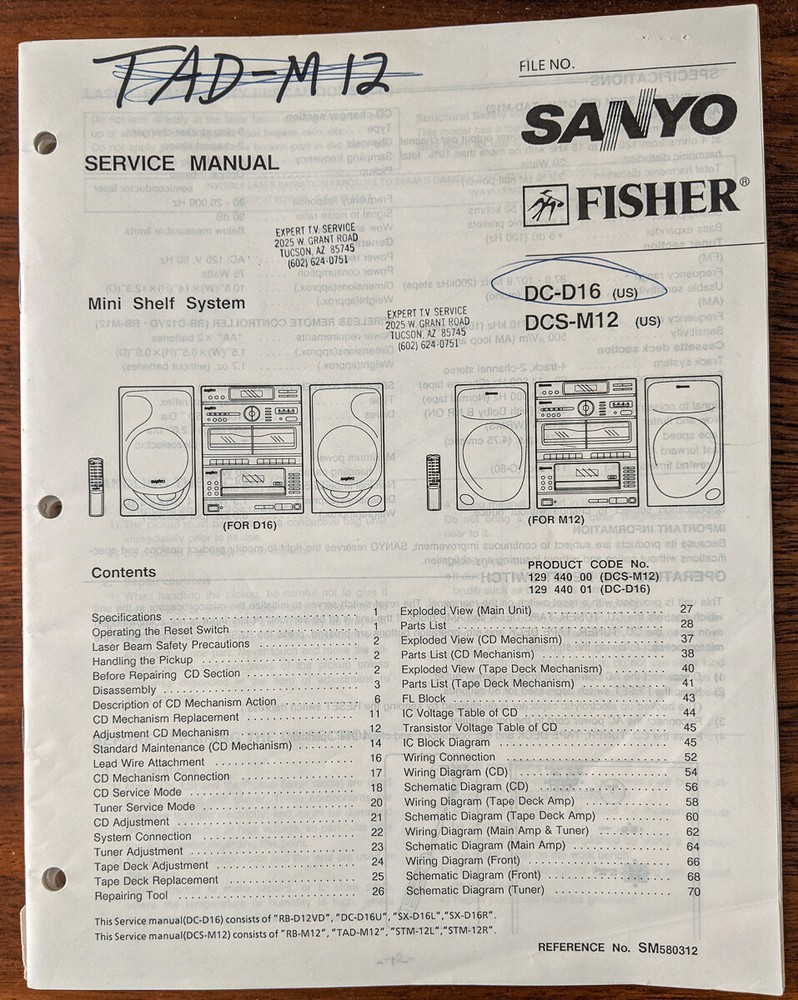 TAD-M12
FILE NO.
SANYO
SERVICE MANUAL
FISHER®
EXPERT TV SERVICE
2025 W. GRANT ROAD
TUCSON, AZ 85745
(602) 624-0751
DC-D16 (US)
Mini Shelf System
EXPERT TV SERVICE
2025 W. GRANT ROAD
TUCSON, AZ 85745
(602) 624-0751
DCS-M12 (US)
(FOR D16)
(FOR M12)
Contents
PRODUCT CODE No.
129 440 00 (DCS-M12)
129 440 01 (DC-D16)
Specifications 1
Operating the Reset Switch 1
Laser Beam Safety Precautions 2
Handling the Pickup 2
Before Repairing CD Section 2
Disassembly 3
Description of CD Mechanism Action 6
CD Mechanism Replacement 11
Adjustment CD Mechanism 12
Standard Maintenance (CD Mechanism) 14
Lead Wire Attachment 16
CD Mechanism Connection 17
CD Service Mode 18
Tuner Service Mode 20
CD Adjustment 21
System Connection 22
Tuner Adjustment 23
Tape Deck Adjustment 24
Tape Deck Replacement 25
Repairing Tool 26
Exploded View (Main Unit) 27
Parts List 28
Exploded View (CD Mechanism) 37
Parts List (CD Mechanism) 38
Exploded View (Tape Deck Mechanism) 40
Parts List (Tape Deck Mechanism) 41
FL Block 43
IC Voltage Table of CD 44
Transistor Voltage Table of CD 45
IC Block Diagram 45
Wiring Connection 52
Wiring Diagram (CD) 54
Schematic Diagram (CD) 56
Wiring Diagram (Tape Deck Amp) 58
Schematic Diagram (Tape Deck Amp) 60
Wiring Diagram (Main Amp & Tuner) 62
Schematic Diagram (Main Amp) 64
Wiring Diagram (Front) 66
Schematic Diagram (Front) 68
Schematic Diagram (Tuner) 70
This Service manual(DC-D16) consists of "RB-D12VD", "DC-D16U", "SX-D16L","SX-D16R".
This Service manual(DCS-M12) consists of "RB-M12", "TAD-M12", "STM-12L","STM-12R".
REFERENCE No. SM580312